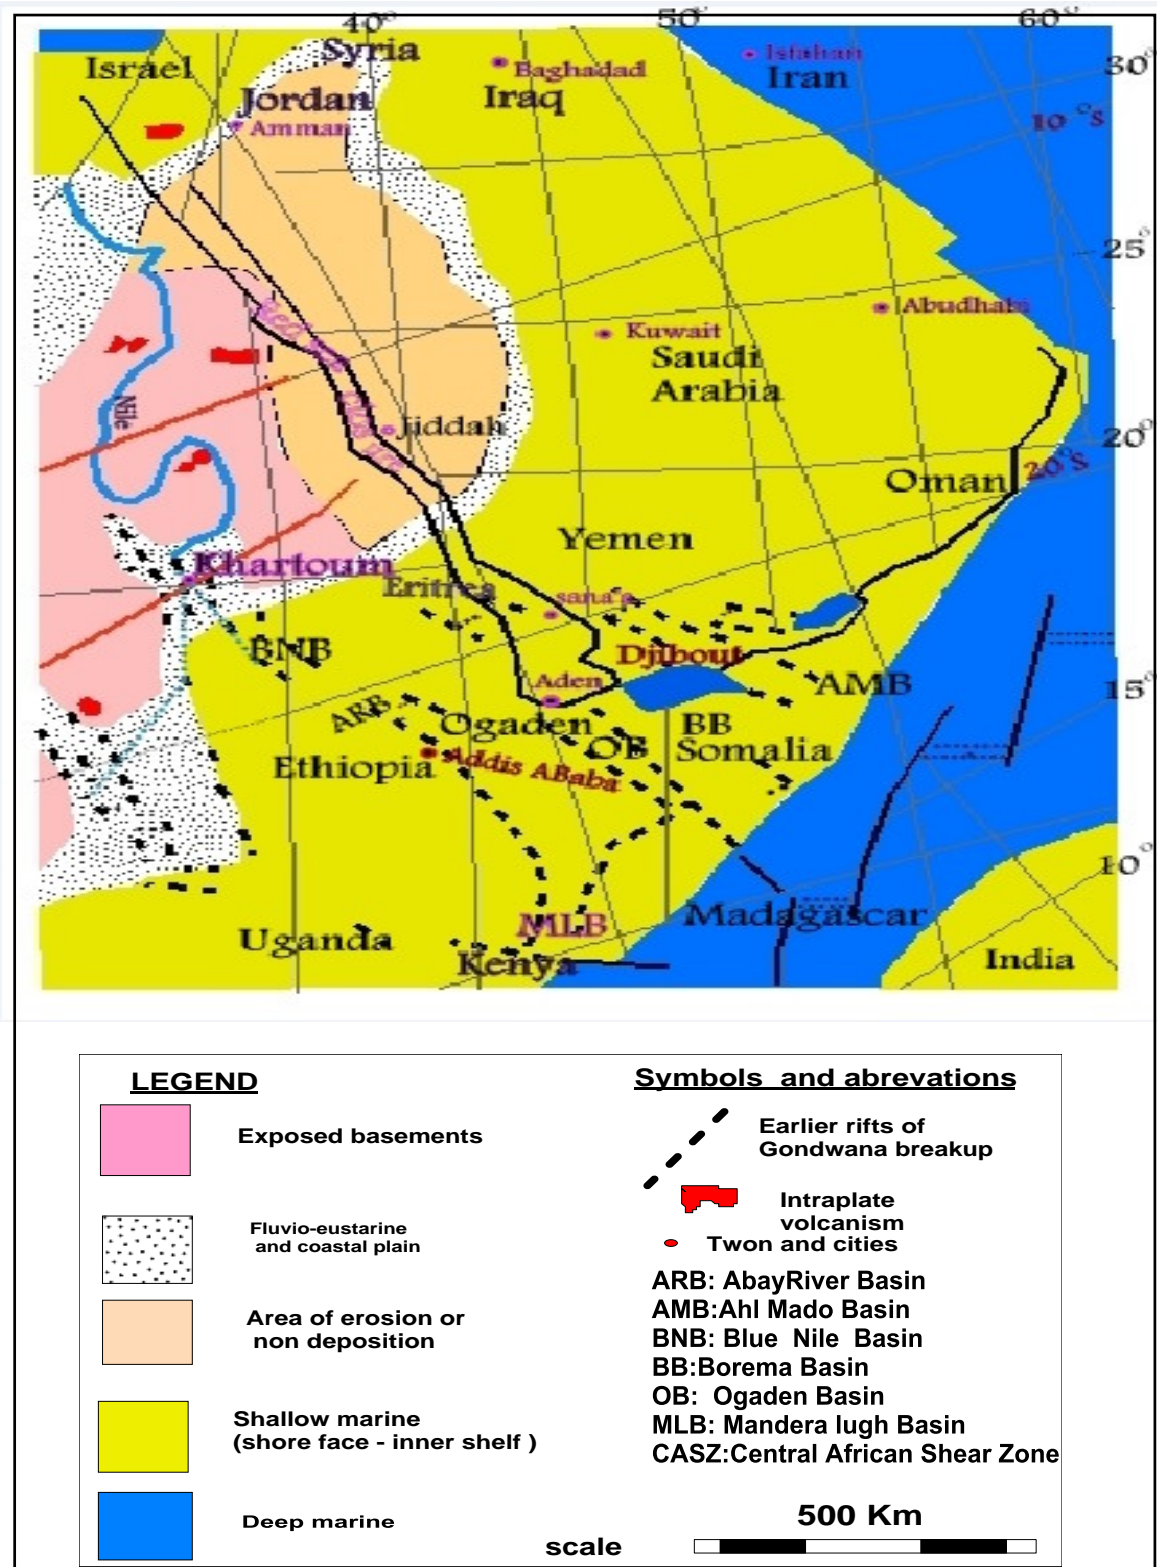 40°
50°
60°
Syria
Israel
Baghadad
Isfahan
Iran
30°
Jordan
Iraq
10 °S
Amman
25°
Red Sea
Abudhabi
Kuwait
Saudi
Arabia
Nile
Jiddah
20°
20°S
Oman
Yemen
Khartoum
Eritrea
sana'a
BNB
Djibout
Aden
AMB
15°
ARB
Ogaden
BB
OB
Somalia
Ethiopia
Addis ABaba
10°
Madagascar
MLB
Uganda
Kenya
India
LEGEND
Exposed basements
Fluvio-eustarine
and coastal plain
Area of erosion or
non deposition
Shallow marine
(shore face - inner shelf )
Deep marine
Symbols and abrevations
Earlier rifts of
Gondwana breakup
Intraplate
volcanism
Twon and cities
ARB: AbayRiver Basin
AMB:Ahl Mado Basin
BNB: Blue Nile Basin
BB:Borema Basin
OB: Ogaden Basin
MLB: Mandera lugh Basin
CASZ:Central African Shear Zone
500 Km
scale